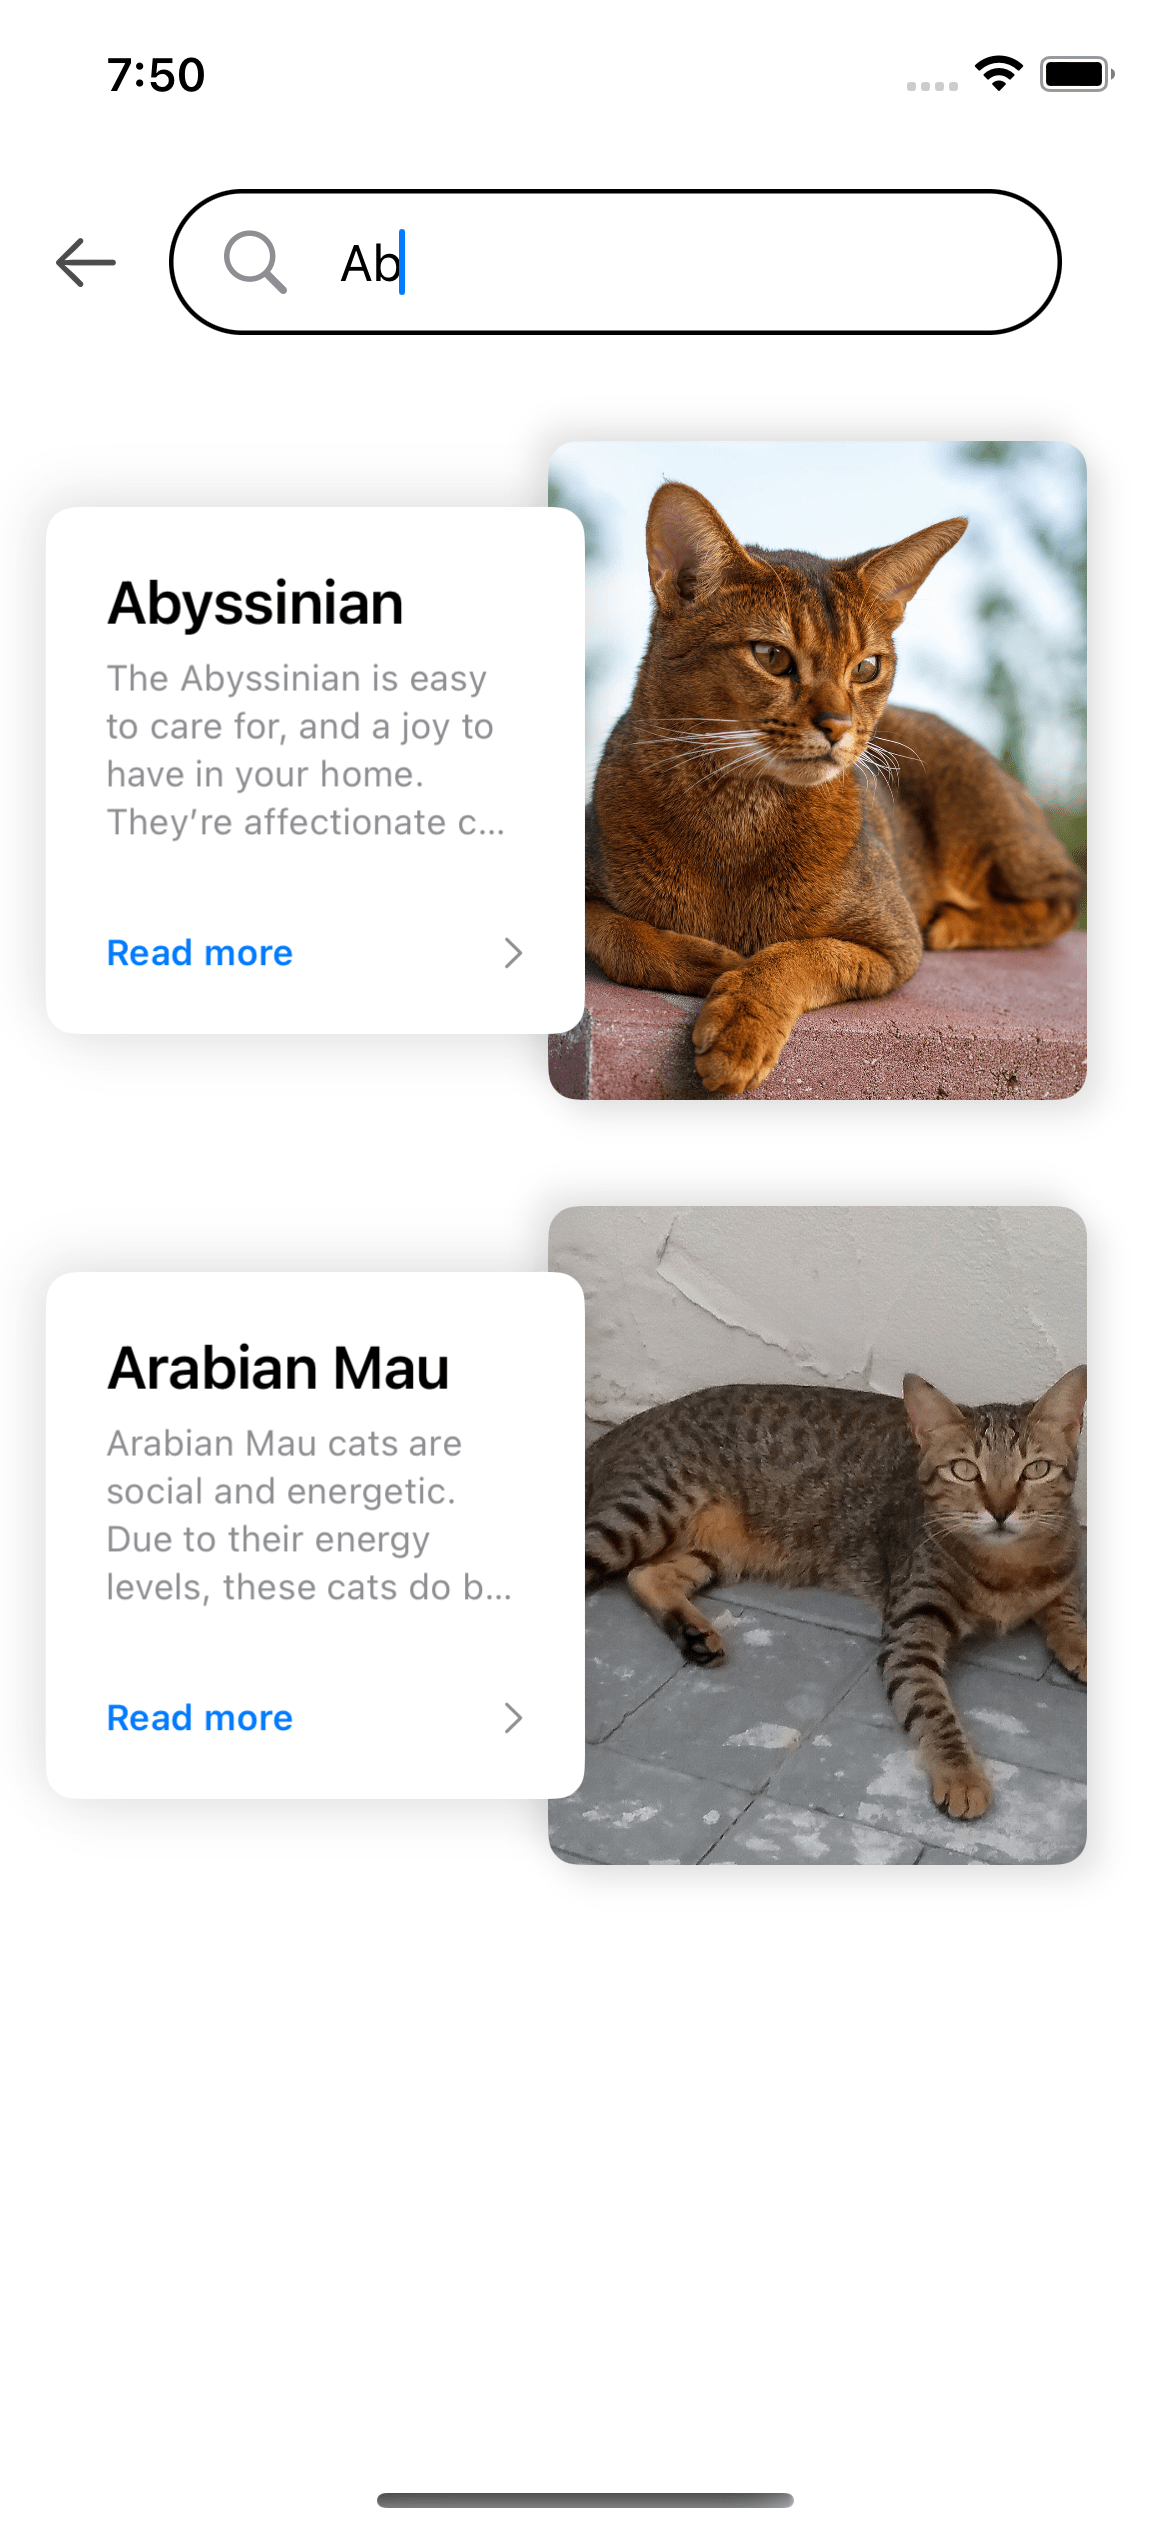 7:50
Ab
Abyssinian
The Abyssinian is easy
to care for, and a joy to
have in your home.
They’re affectionate c...
Read more
Arabian Mau
Arabian Mau cats are
social and energetic.
Due to their energy
levels, these cats do b...
Read more